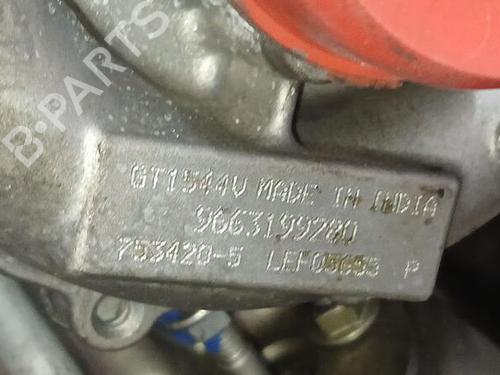 B-PARTS
GT1544V MADE IN INDIA
9663199280
753420-5 P